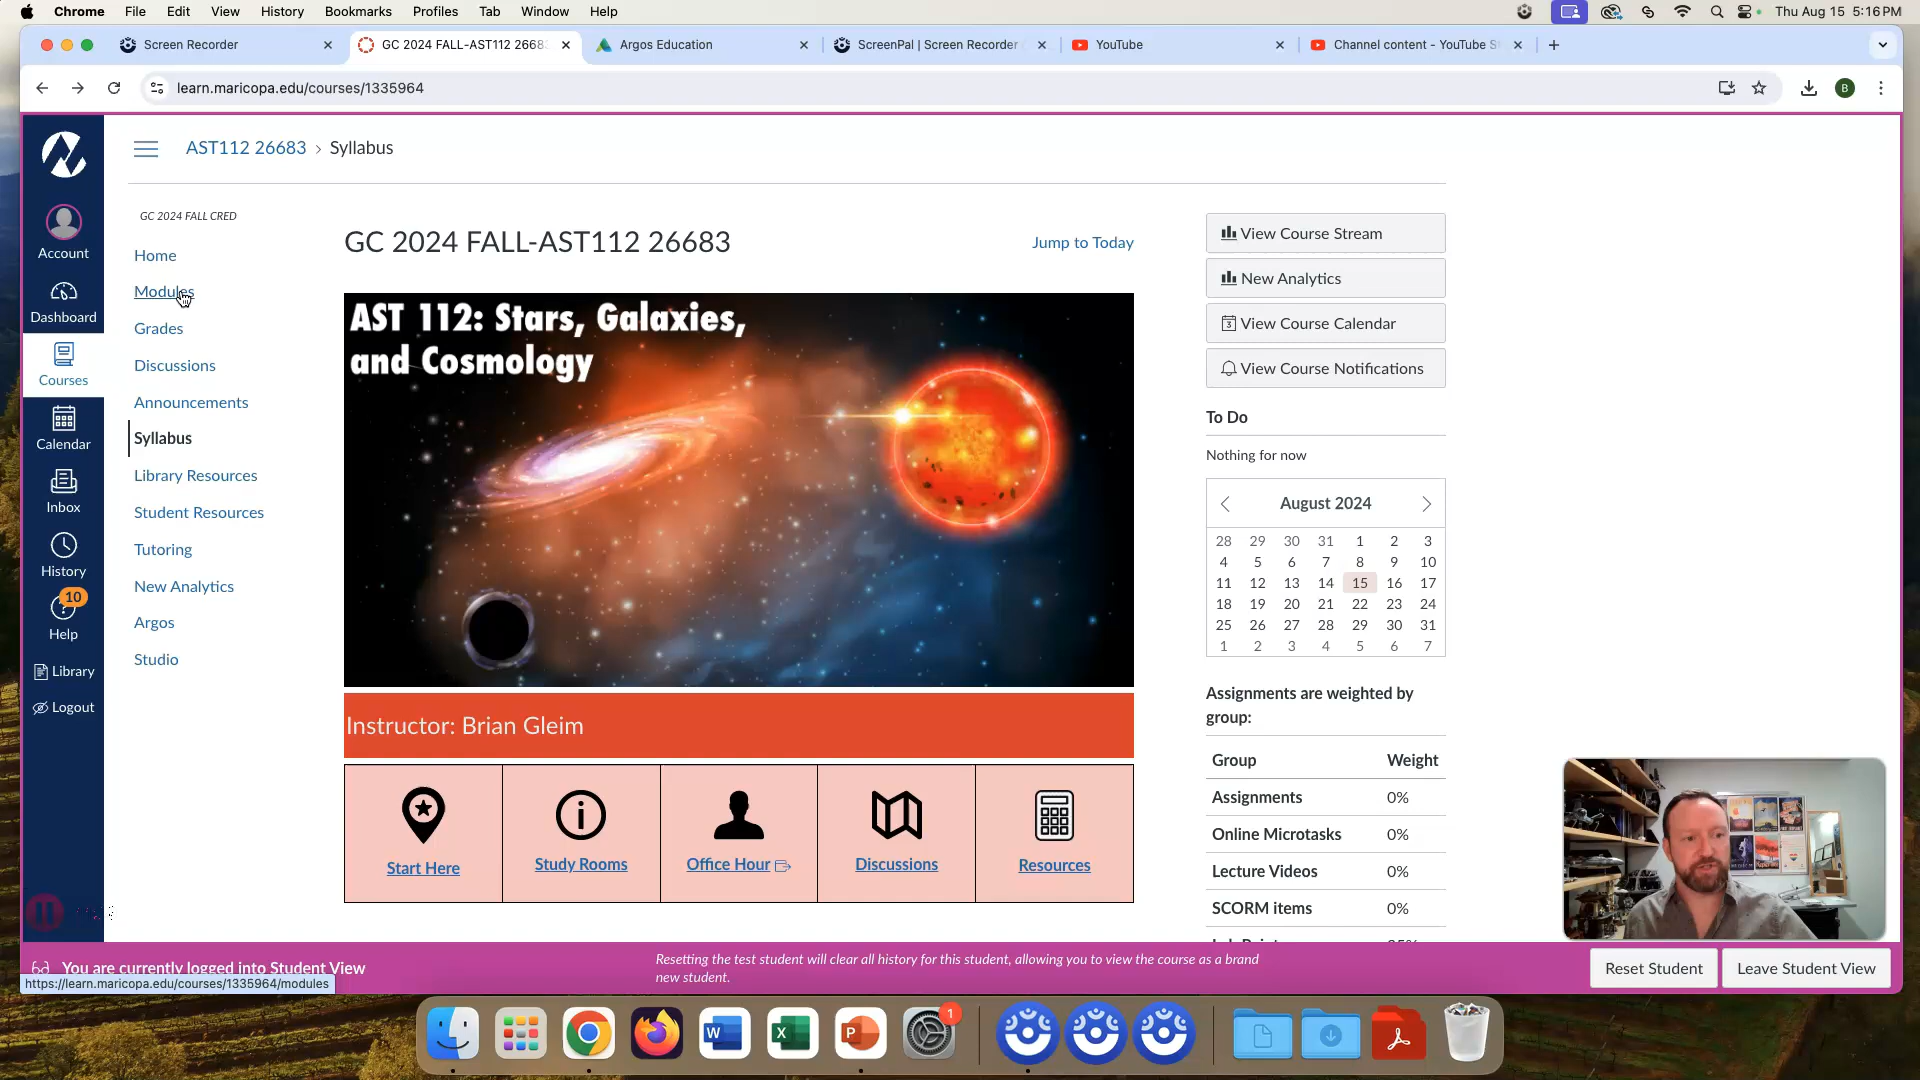 Chrome File Edit View History Bookmarks Profiles Tab Window Help Thu Aug 15 5:16 PM
Screen Recorder GC 2024 FALL-AST112 2668 Argos Education ScreenPal | Screen Recorder YouTube Channel content - YouTube S
learn.maricopa.edu/courses/1335964 B
AST112 26683 › Syllabus
GC 2024 FALL CRED
Account
Dashboard
Courses
Calendar
Inbox
History
10
Help
Library
Logout
Home
Modules
Grades
Discussions
Announcements
Syllabus
Library Resources
Student Resources
Tutoring
New Analytics
Argos
Studio
GC 2024 FALL-AST112 26683 Jump to Today
AST 112: Stars, Galaxies,
and Cosmology
Instructor: Brian Gleim
Start Here Study Rooms Office Hour Discussions Resources
View Course Stream
New Analytics
3 View Course Calendar
View Course Notifications
To Do
Nothing for now
August 2024
28 29 30 31 1 2 3
4 5 6 7 8 9 10
11 12 13 14 15 16 17
18 19 20 21 22 23 24
25 26 27 28 29 30 31
1 2 3 4 5 6 7
Assignments are weighted by
group:
Group Weight
Assignments 0%
Online Microtasks 0%
Lecture Videos 0%
SCORM items 0%
You are currently logged into Student View
Resetting the test student will clear all history for this student, allowing you to view the course as a brand
new student.
Reset Student Leave Student View
https://learn.maricopa.edu/courses/1335964/modules
W X P 1